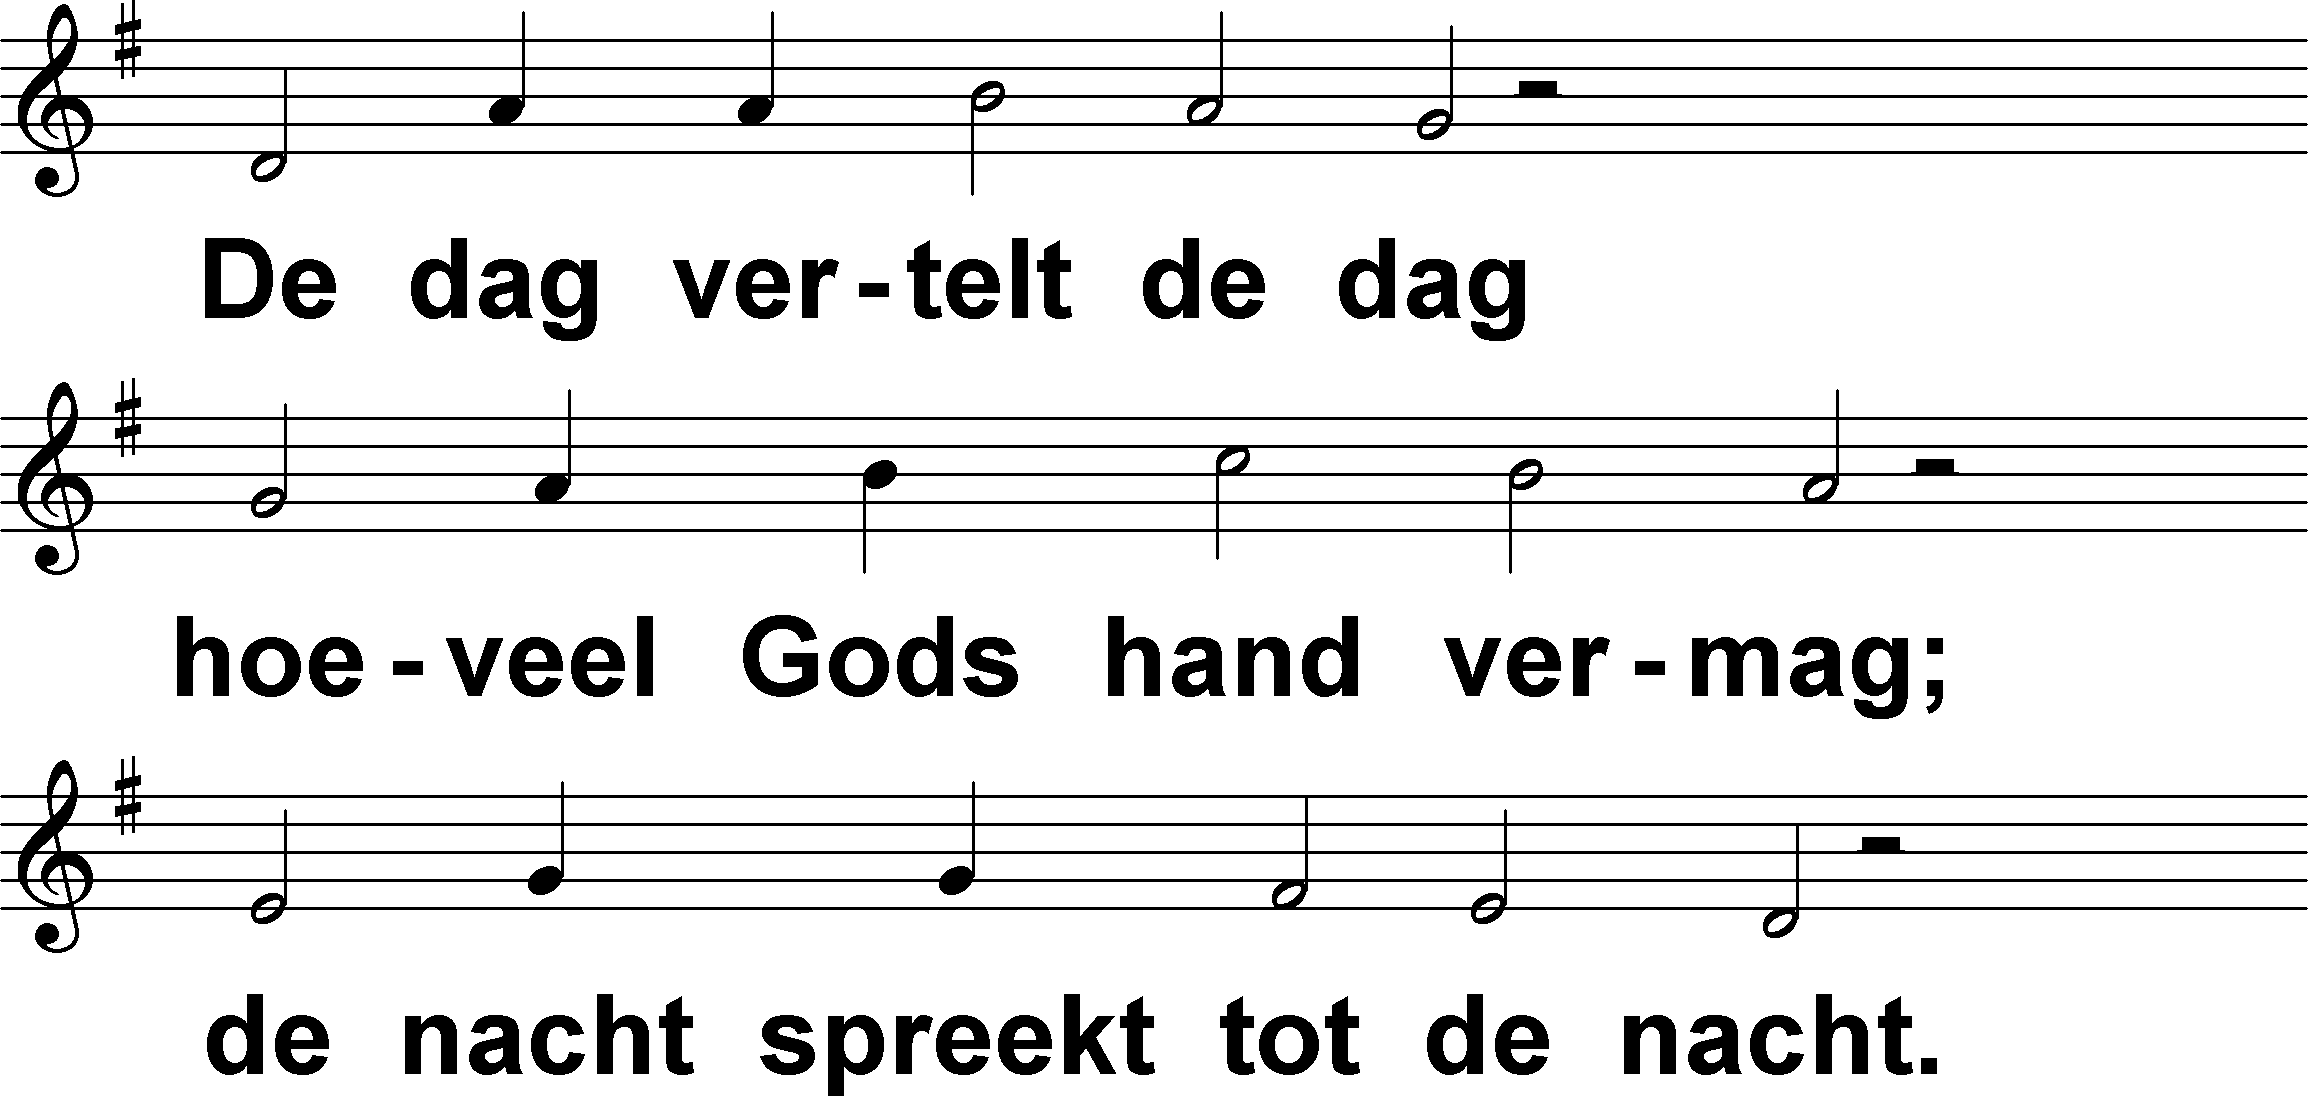 De dag ver-telt de dag
hoe-veel Gods hand ver-mag;
de nacht spreekt tot de nacht.